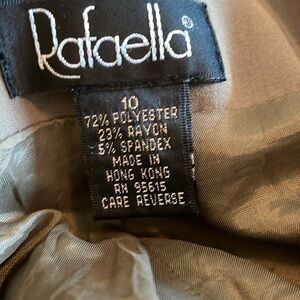 Rafaella®
10
72% POLYESTER
23% RAYON
5% SPANDEX
MADE IN
HONG KONG
RN 95615
CARE REVERSE